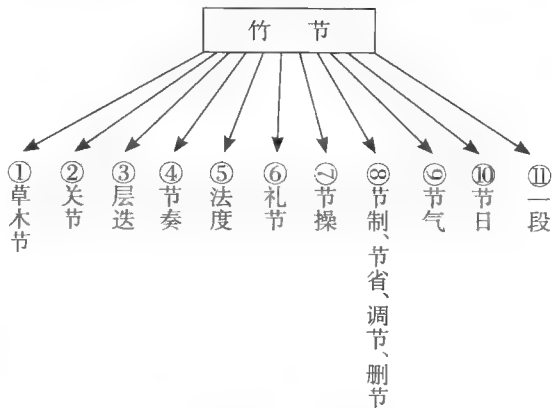 竹 节
①草木节
②关节
③层迭
④节奏
⑤法度
⑥礼节
⑦节操
⑧节制、节省、调节、删节
⑨节气
⑩节日
⑪一段